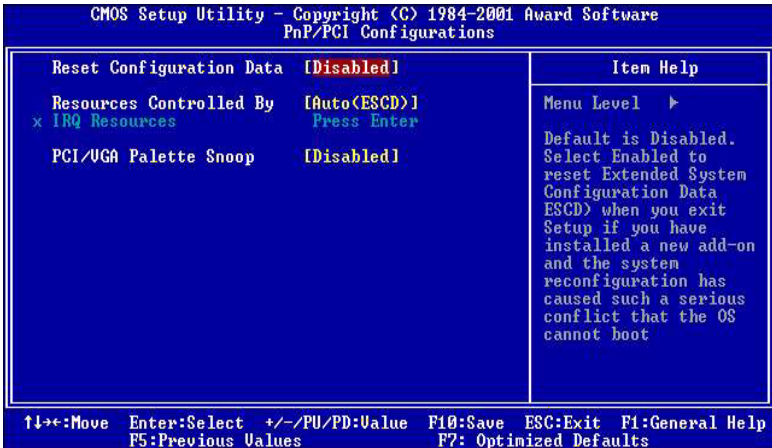 CMOS Setup Utility – Copyright (C) 1984-2001 Award Software
PnP/PCI Configurations
Reset Configuration Data [Disabled]
Resources Controlled By [Auto(ESCD)]
x IRQ Resources Press Enter
PCI/VGA Palette Snoop [Disabled]
Item Help
Menu Level ►
Default is Disabled.
Select Enabled to
reset Extended System
Configuration Data
ESCD) when you exit
Setup if you have
installed a new add-on
and the system
reconfiguration has
caused such a serious
conflict that the OS
cannot boot
↑↓→←:Move Enter:Select +/-/PU/PD:Value F10:Save ESC:Exit F1:General Help
F5:Previous Values F7: Optimized Defaults